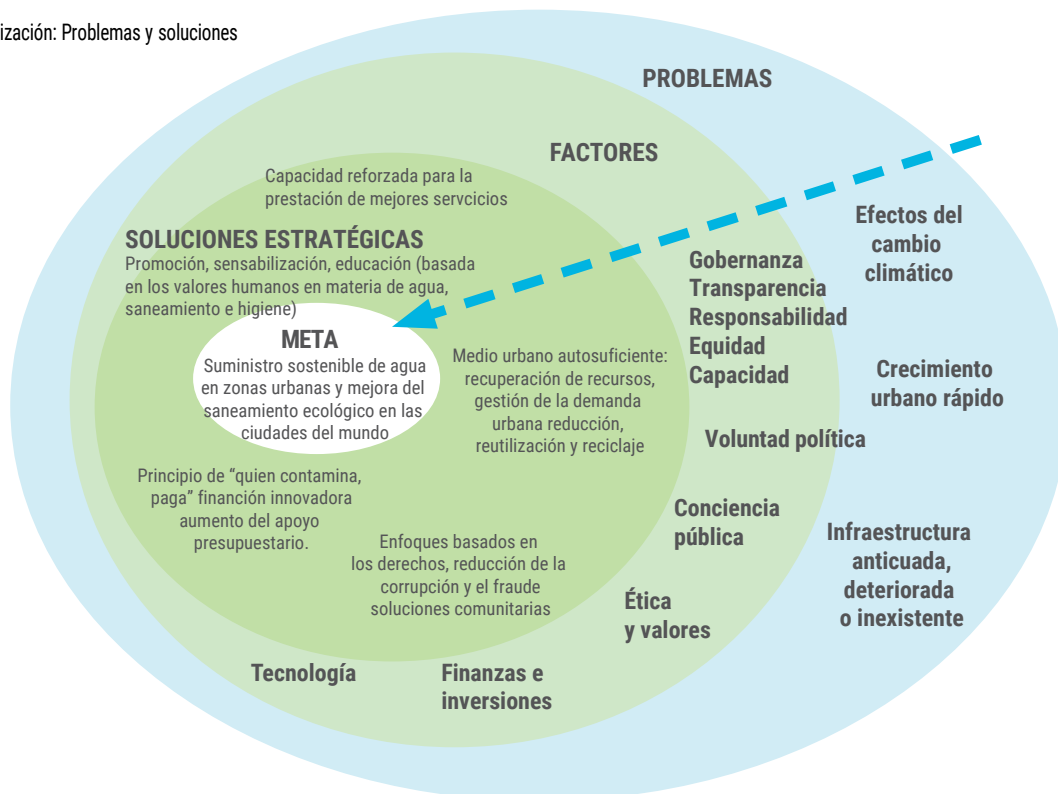 ización: Problemas y soluciones
PROBLEMAS
FACTORES
Capacidad reforzada para la
prestación de mejores servcicios
SOLUCIONES ESTRATÉGICAS
Promoción, sensabilización, educación (basada
en los valores humanos en materia de agua,
saneamiento e higiene)
META
Suministro sostenible de agua
en zonas urbanas y mejora del
saneamiento ecológico en las
ciudades del mundo
Medio urbano autosuficiente:
recuperación de recursos,
gestión de la demanda
urbana reducción,
reutilización y reciclaje
Principio de “quien contamina,
paga” financión innovadora
aumento del apoyo
presupuestario.
Enfoques basados en
los derechos, reducción de la
corrupción y el fraude
soluciones comunitarias
Gobernanza
Transparencia
Responsabilidad
Equidad
Capacidad
Voluntad política
Conciencia
pública
Ética
y valores
Tecnología
Finanzas e
inversiones
Efectos del
cambio
climático
Crecimiento
urbano rápido
Infraestructura
anticuada,
deteriorada
o inexistente